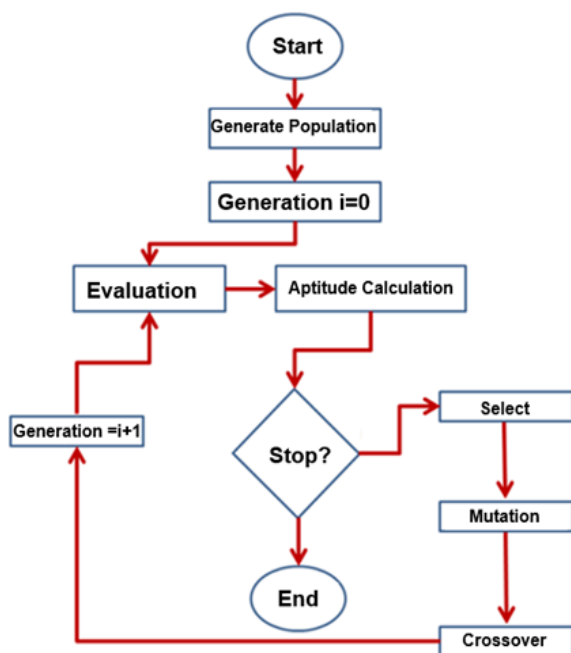 Start
Generate Population
Generation i=0
Evaluation
Aptitude Calculation
Stop?
Select
Generation =i+1
Mutation
End
Crossover